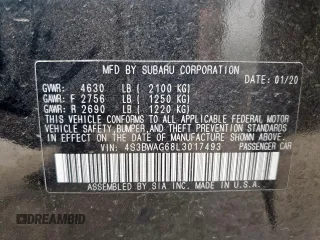 MFD BY SUBARU CORPORATION
DATE: 01/20
GVWR: 4630 LB ( 2100 KG)
GAWR: F 2756 LB ( 1250 KG)
GAWR: R 2690 LB ( 1220 KG)
THIS VEHICLE CONFORMS TO ALL APPLICABLE FEDERAL MOTOR
VEHICLE SAFETY, BUMPER, AND THEFT PREVENTION STANDARDS
IN EFFECT ON THE DATE OF MANUFACTURE SHOWN ABOVE.
VIN: 4S3BWAG68L3017493 PASSENGER CAR
ASSEMBLED BY SIA INC. MADE IN U.S.A.
DREAMBID